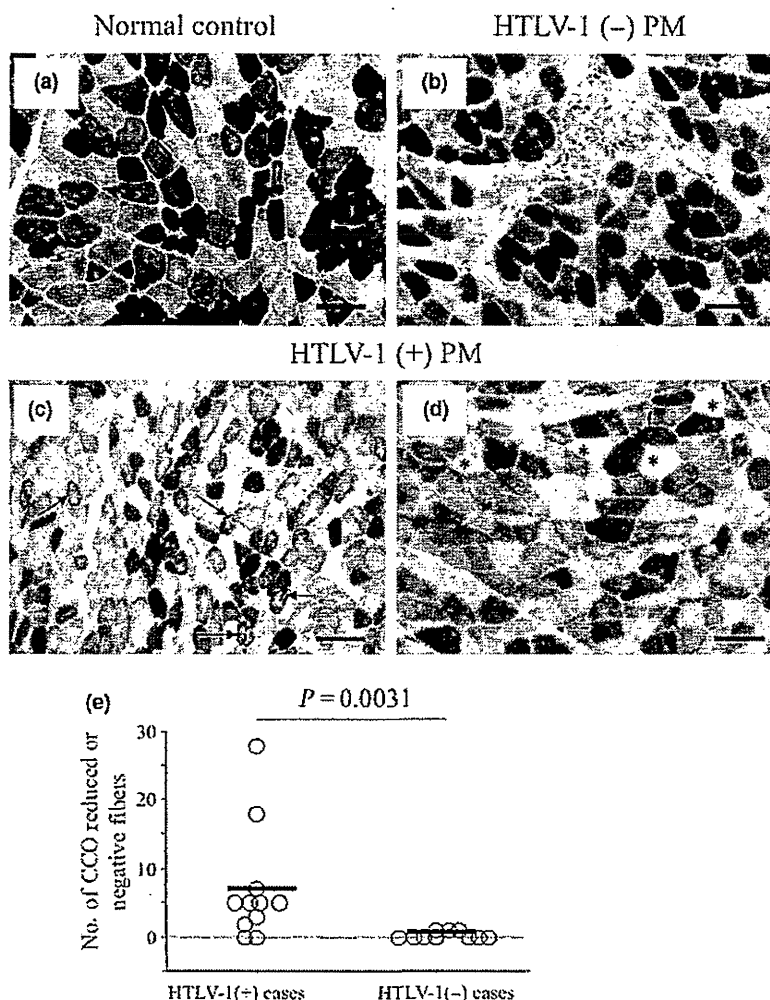 Normal control
HTLV-1 (–) PM
(a)
(b)
HTLV-1 (+) PM
(c)
(d)
*
*
*
*
(e)
P = 0.0031
No. of CCO reduced or
negative fibers
30
20
10
0
HTLV-1(+) cases
HTLV-1(–) cases